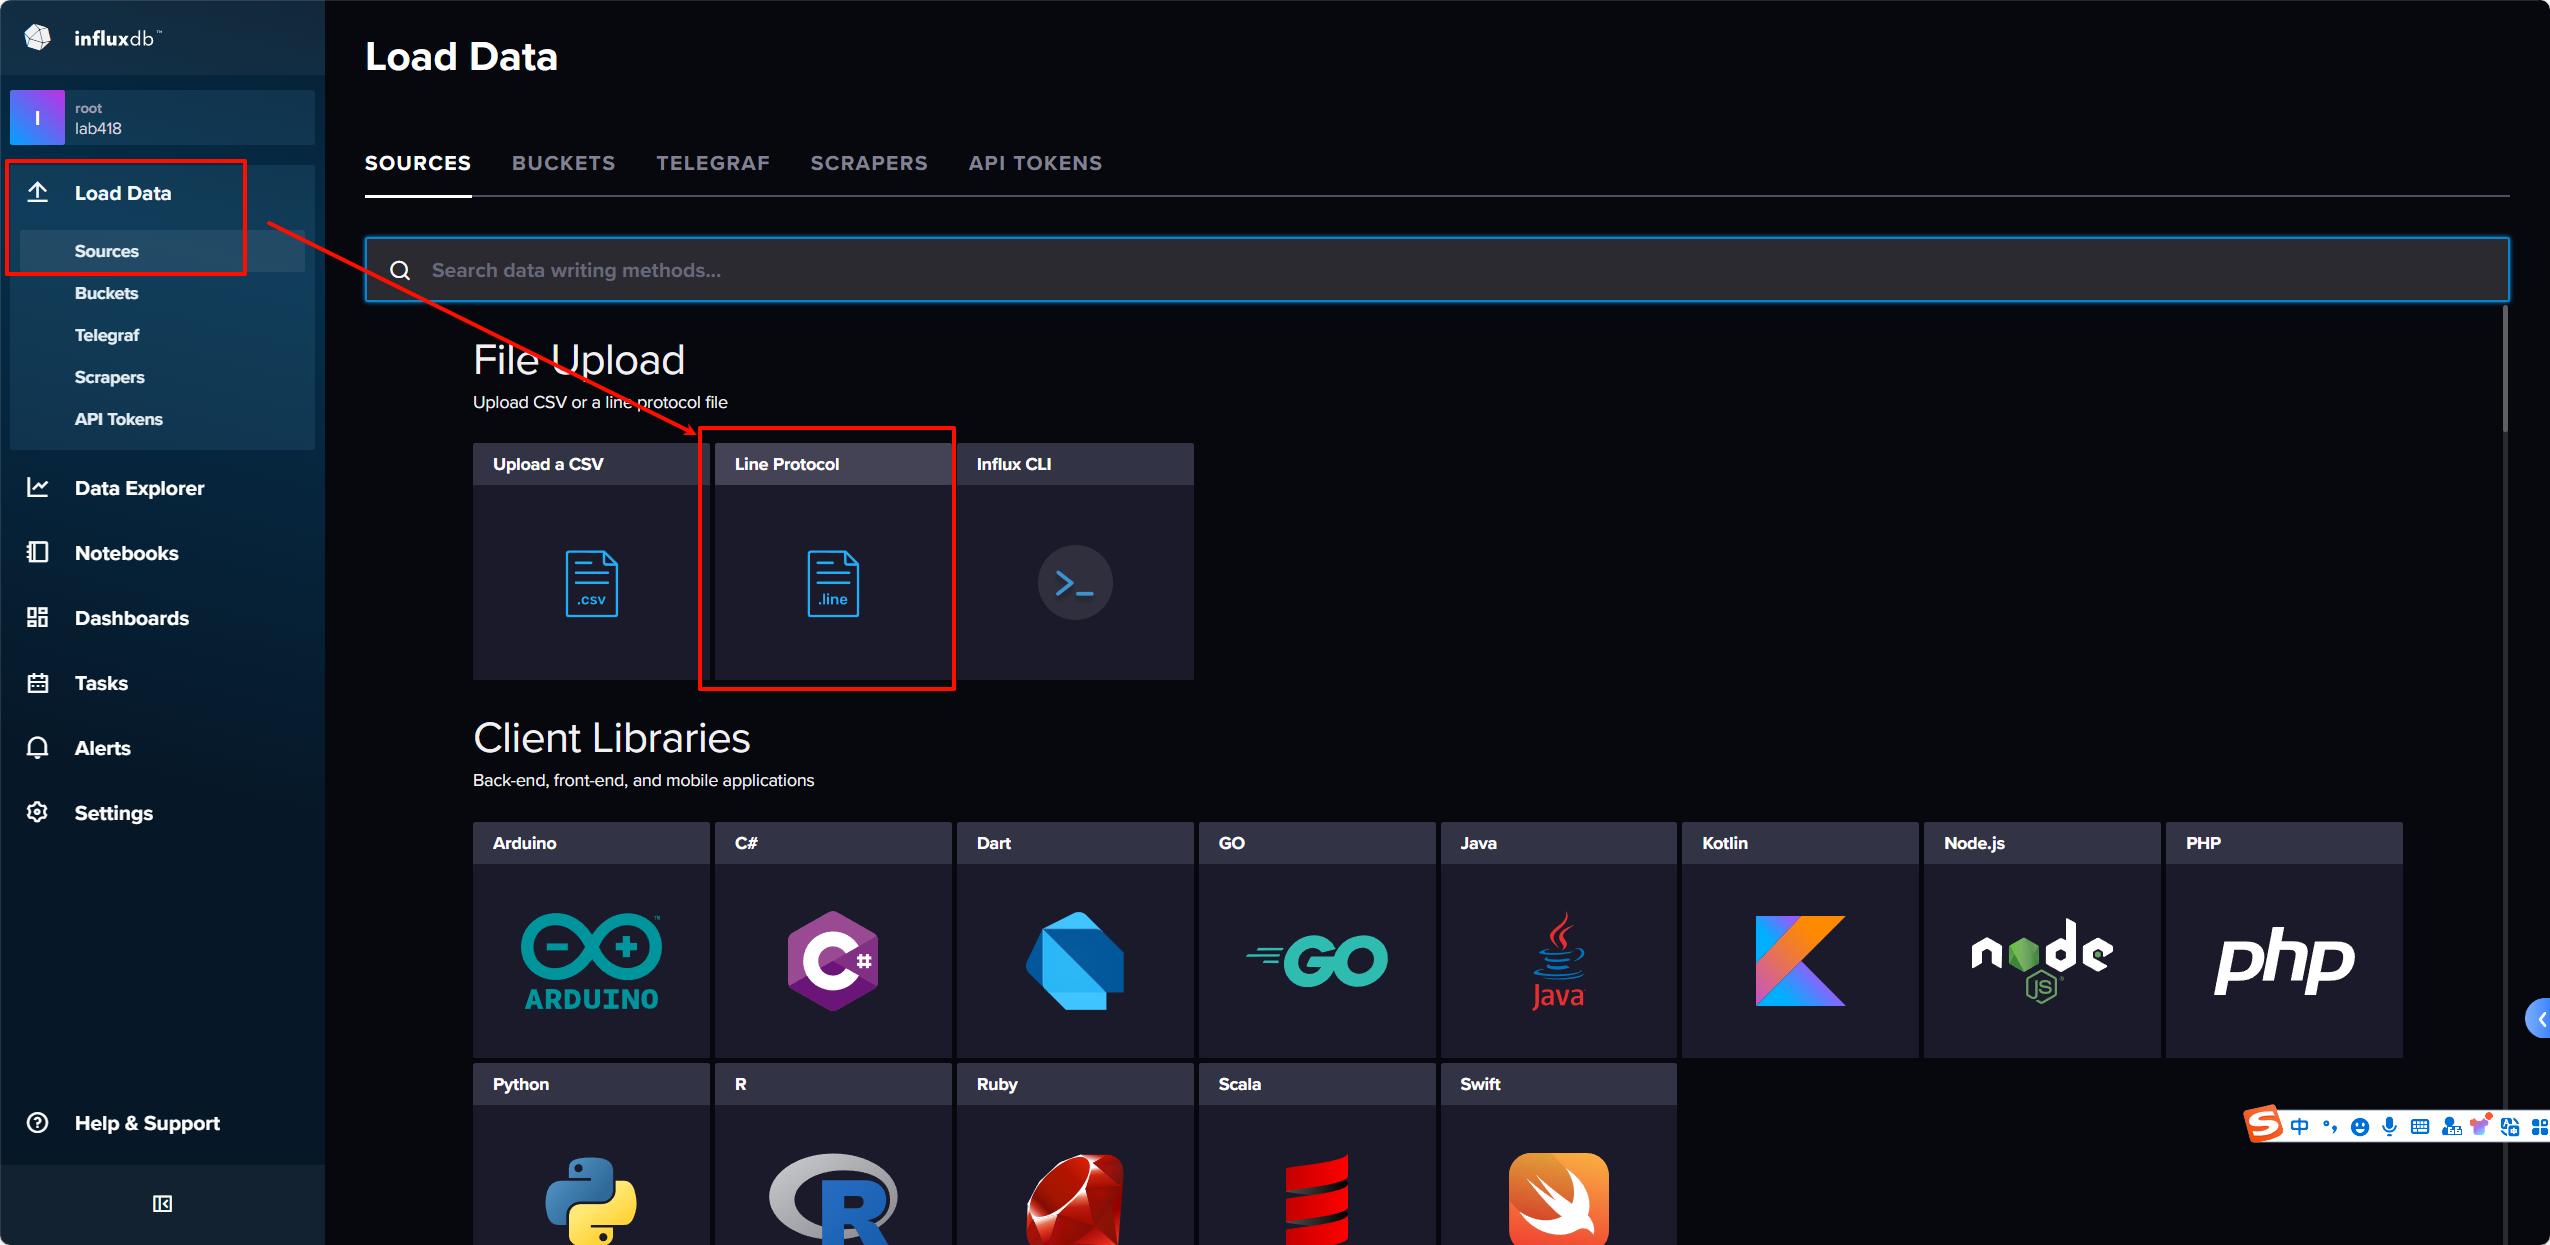 influxdb™
I
root
lab418
Load Data
Sources
Buckets
Telegraf
Scrapers
API Tokens
Data Explorer
Notebooks
Dashboards
Tasks
Alerts
Settings
Help & Support
Load Data
SOURCES BUCKETS TELEGRAF SCRAPERS API TOKENS
Search data writing methods...
File Upload
Upload CSV or a line protocol file
Upload a CSV Line Protocol Influx CLI
.csv .line >_
Client Libraries
Back-end, front-end, and mobile applications
Arduino C# Dart GO Java Kotlin Node.js PHP
ARDUINO™ C# GO Java node JS php
Python R Ruby Scala Swift
R
S 中